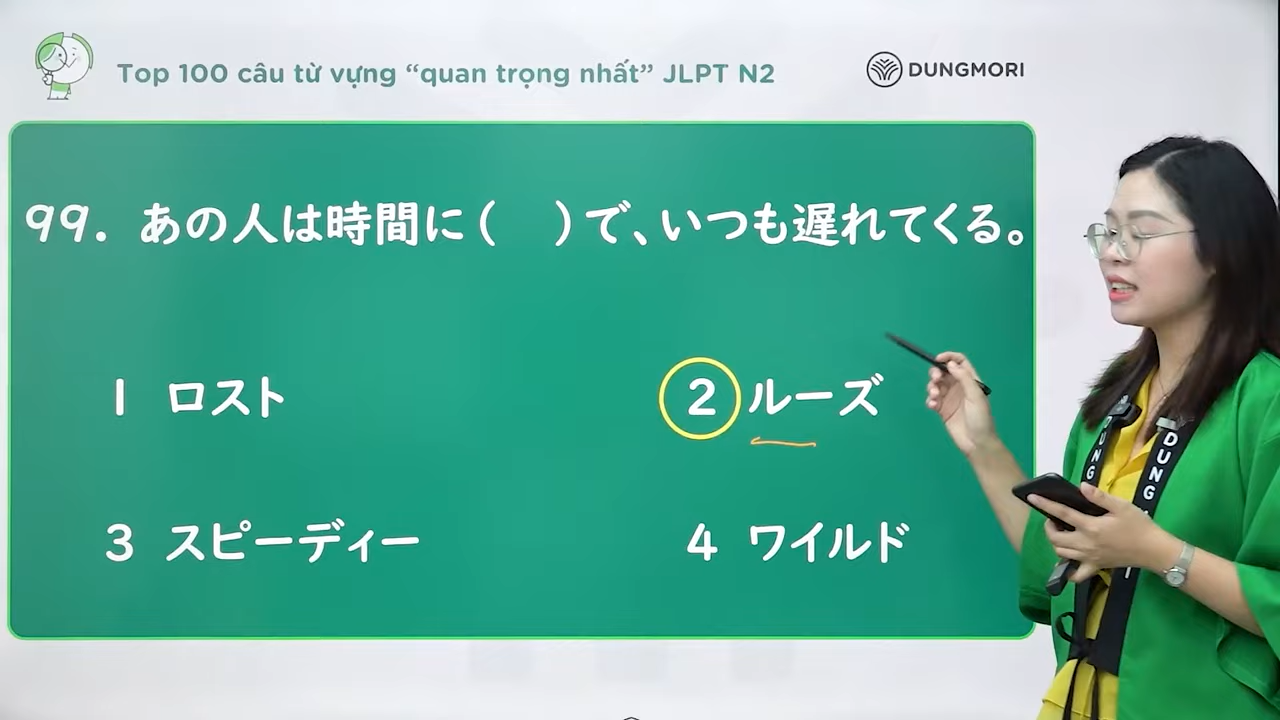 Top 100 câu từ vựng “quan trọng nhất” JLPT N2
DUNGMORI
99. あの人は時間に（　）で、いつも遅れてくる。
1 ロスト
2 ルーズ
3 スピーディー
4 ワイルド
DUNG
DUNG